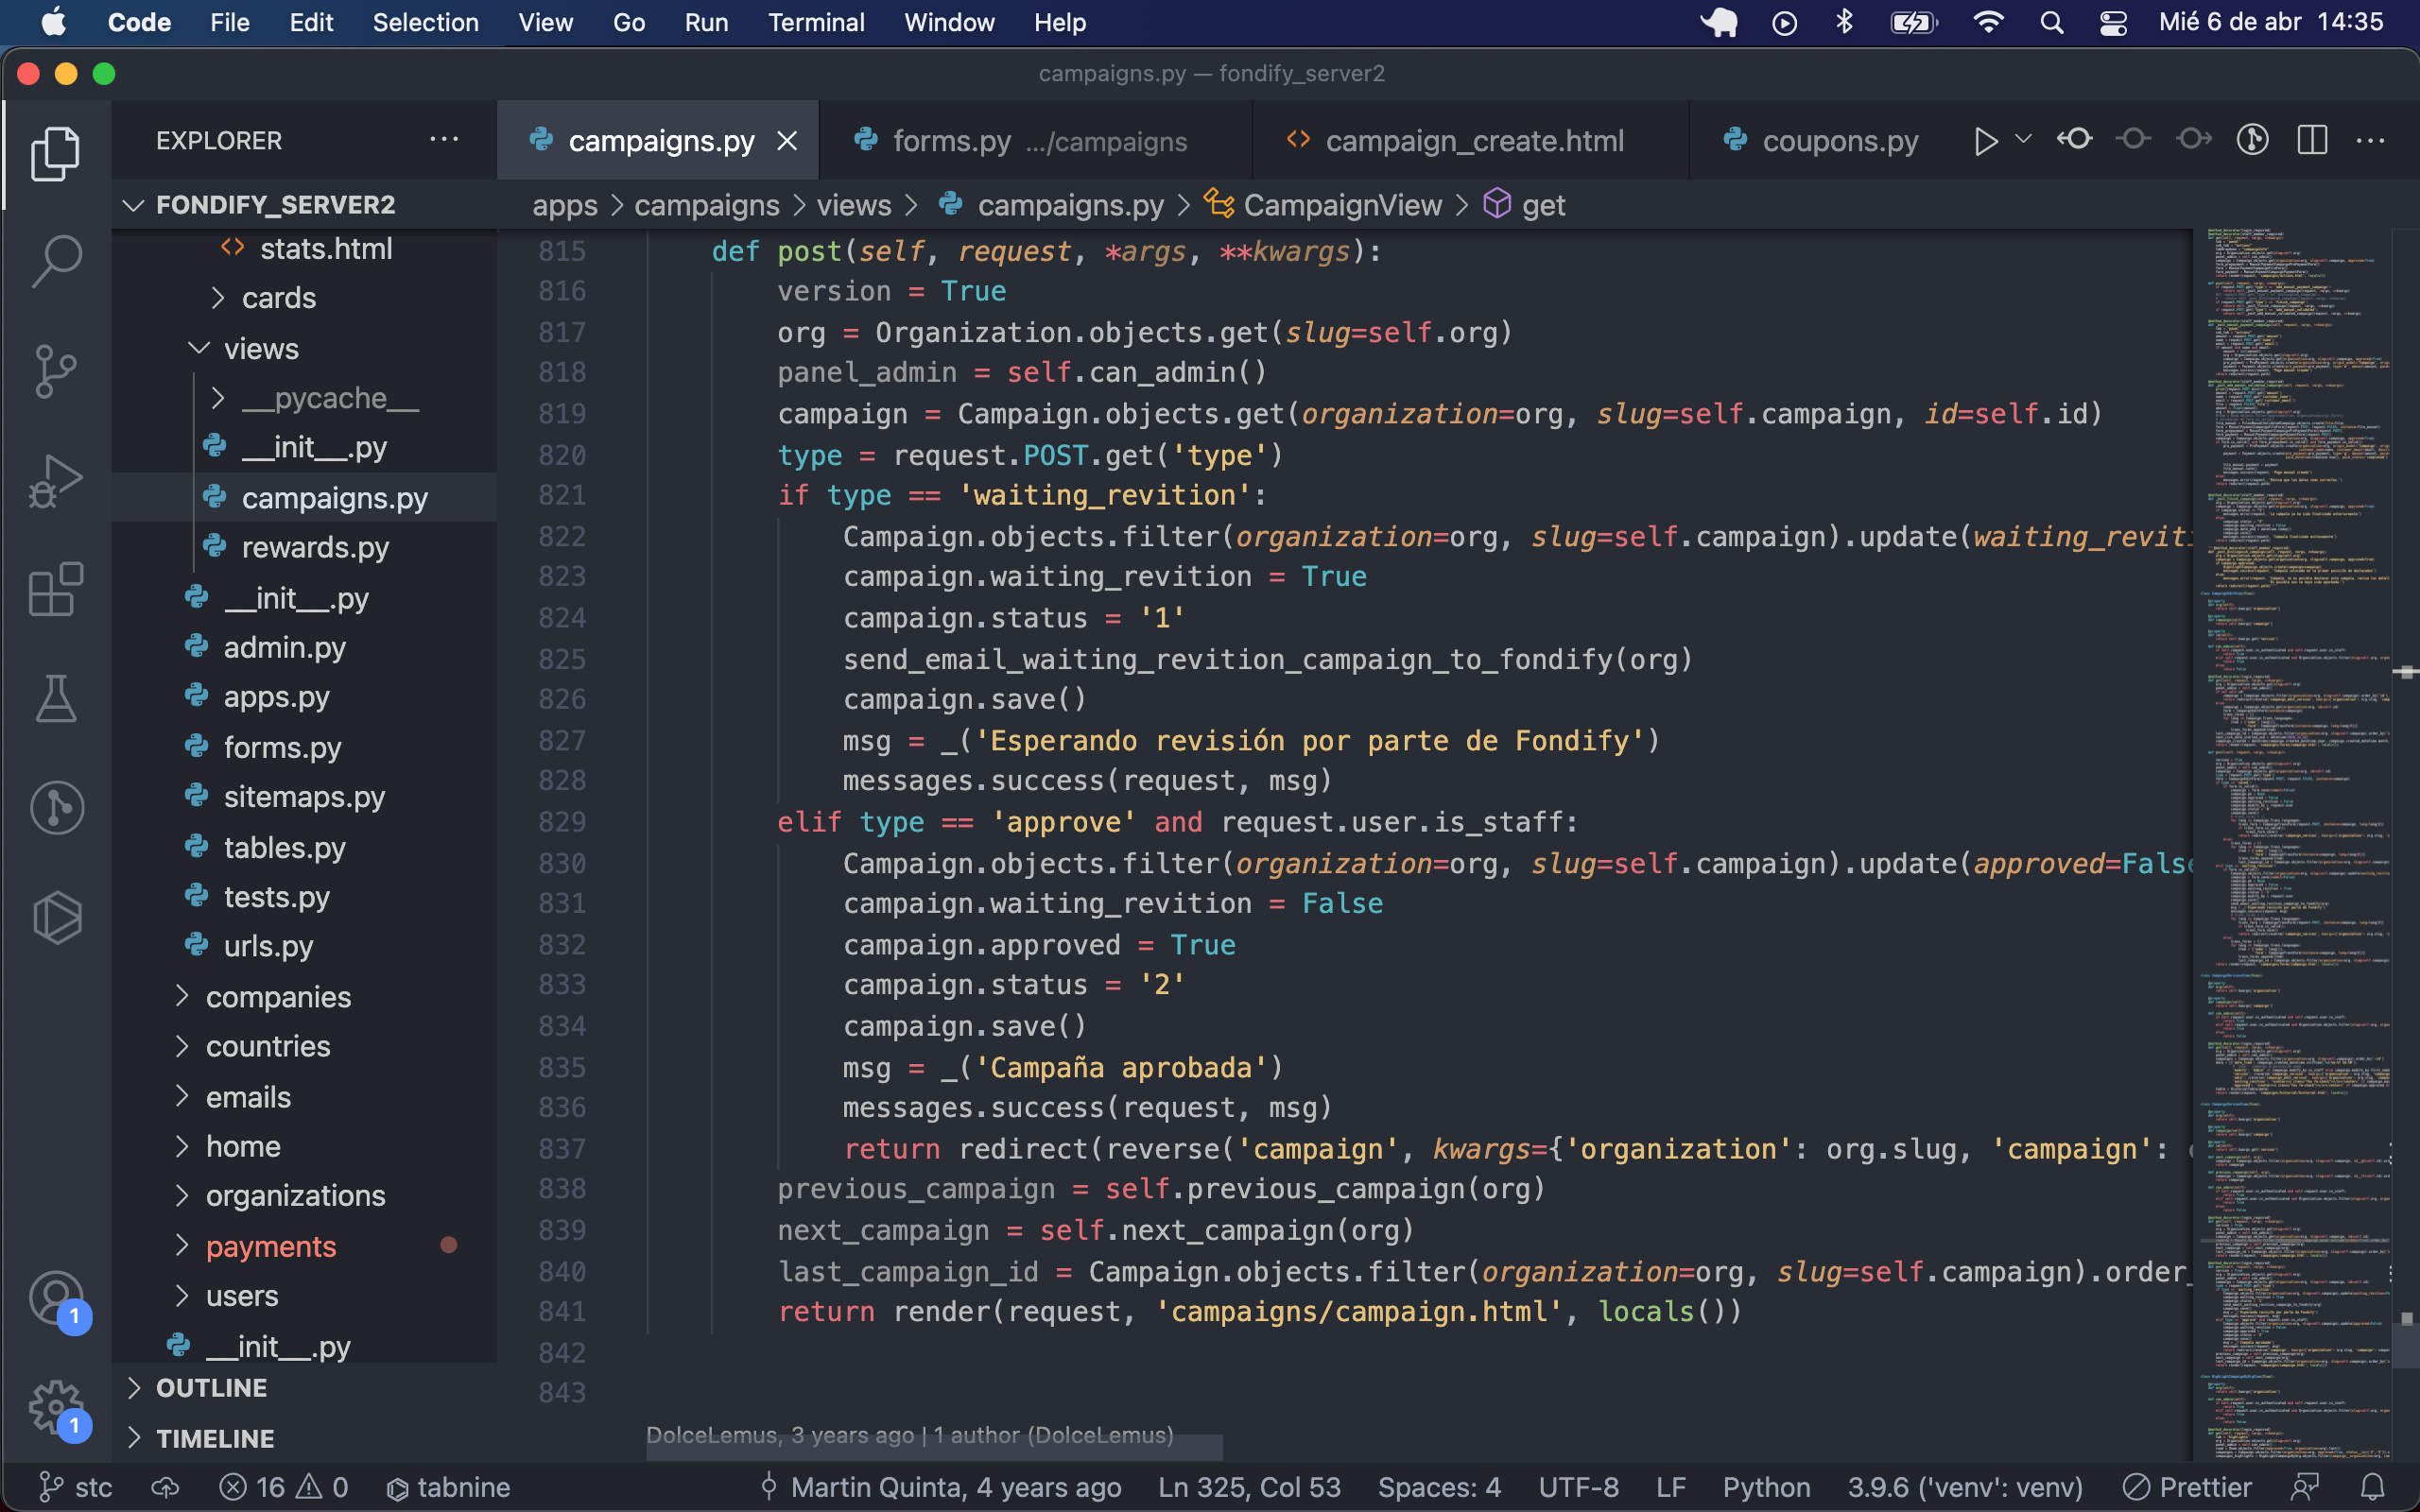 Code File Edit Selection View Go Run Terminal Window Help Mié 6 de abr 14:35
campaigns.py — fondify_server2
EXPLORER
campaigns.py forms.py .../campaigns campaign_create.html coupons.py
FONDIFY_SERVER2
apps > campaigns > views > campaigns.py > CampaignView > get
stats.html
cards
views
__pycache__
__init__.py
campaigns.py
rewards.py
__init__.py
admin.py
apps.py
forms.py
sitemaps.py
tables.py
tests.py
urls.py
companies
countries
emails
home
organizations
payments
users
__init__.py
OUTLINE
TIMELINE
815 def post(self, request, *args, **kwargs):
816 version = True
817 org = Organization.objects.get(slug=self.org)
818 panel_admin = self.can_admin()
819 campaign = Campaign.objects.get(organization=org, slug=self.campaign, id=self.id)
820 type = request.POST.get('type')
821 if type == 'waiting_revition':
822 Campaign.objects.filter(organization=org, slug=self.campaign).update(waiting_reviti
823 campaign.waiting_revition = True
824 campaign.status = '1'
825 send_email_waiting_revition_campaign_to_fondify(org)
826 campaign.save()
827 msg = _('Esperando revisión por parte de Fondify')
828 messages.success(request, msg)
829 elif type == 'approve' and request.user.is_staff:
830 Campaign.objects.filter(organization=org, slug=self.campaign).update(approved=False
831 campaign.waiting_revition = False
832 campaign.approved = True
833 campaign.status = '2'
834 campaign.save()
835 msg = _('Campaña aprobada')
836 messages.success(request, msg)
837 return redirect(reverse('campaign', kwargs={'organization': org.slug, 'campaign':
838 previous_campaign = self.previous_campaign(org)
839 next_campaign = self.next_campaign(org)
840 last_campaign_id = Campaign.objects.filter(organization=org, slug=self.campaign).order_
841 return render(request, 'campaigns/campaign.html', locals())
842
843
DolceLemus, 3 years ago | 1 author (DolceLemus)
1
1
stc 16 0 tabnine Martin Quinta, 4 years ago Ln 325, Col 53 Spaces: 4 UTF-8 LF Python 3.9.6 ('venv': venv) Prettier